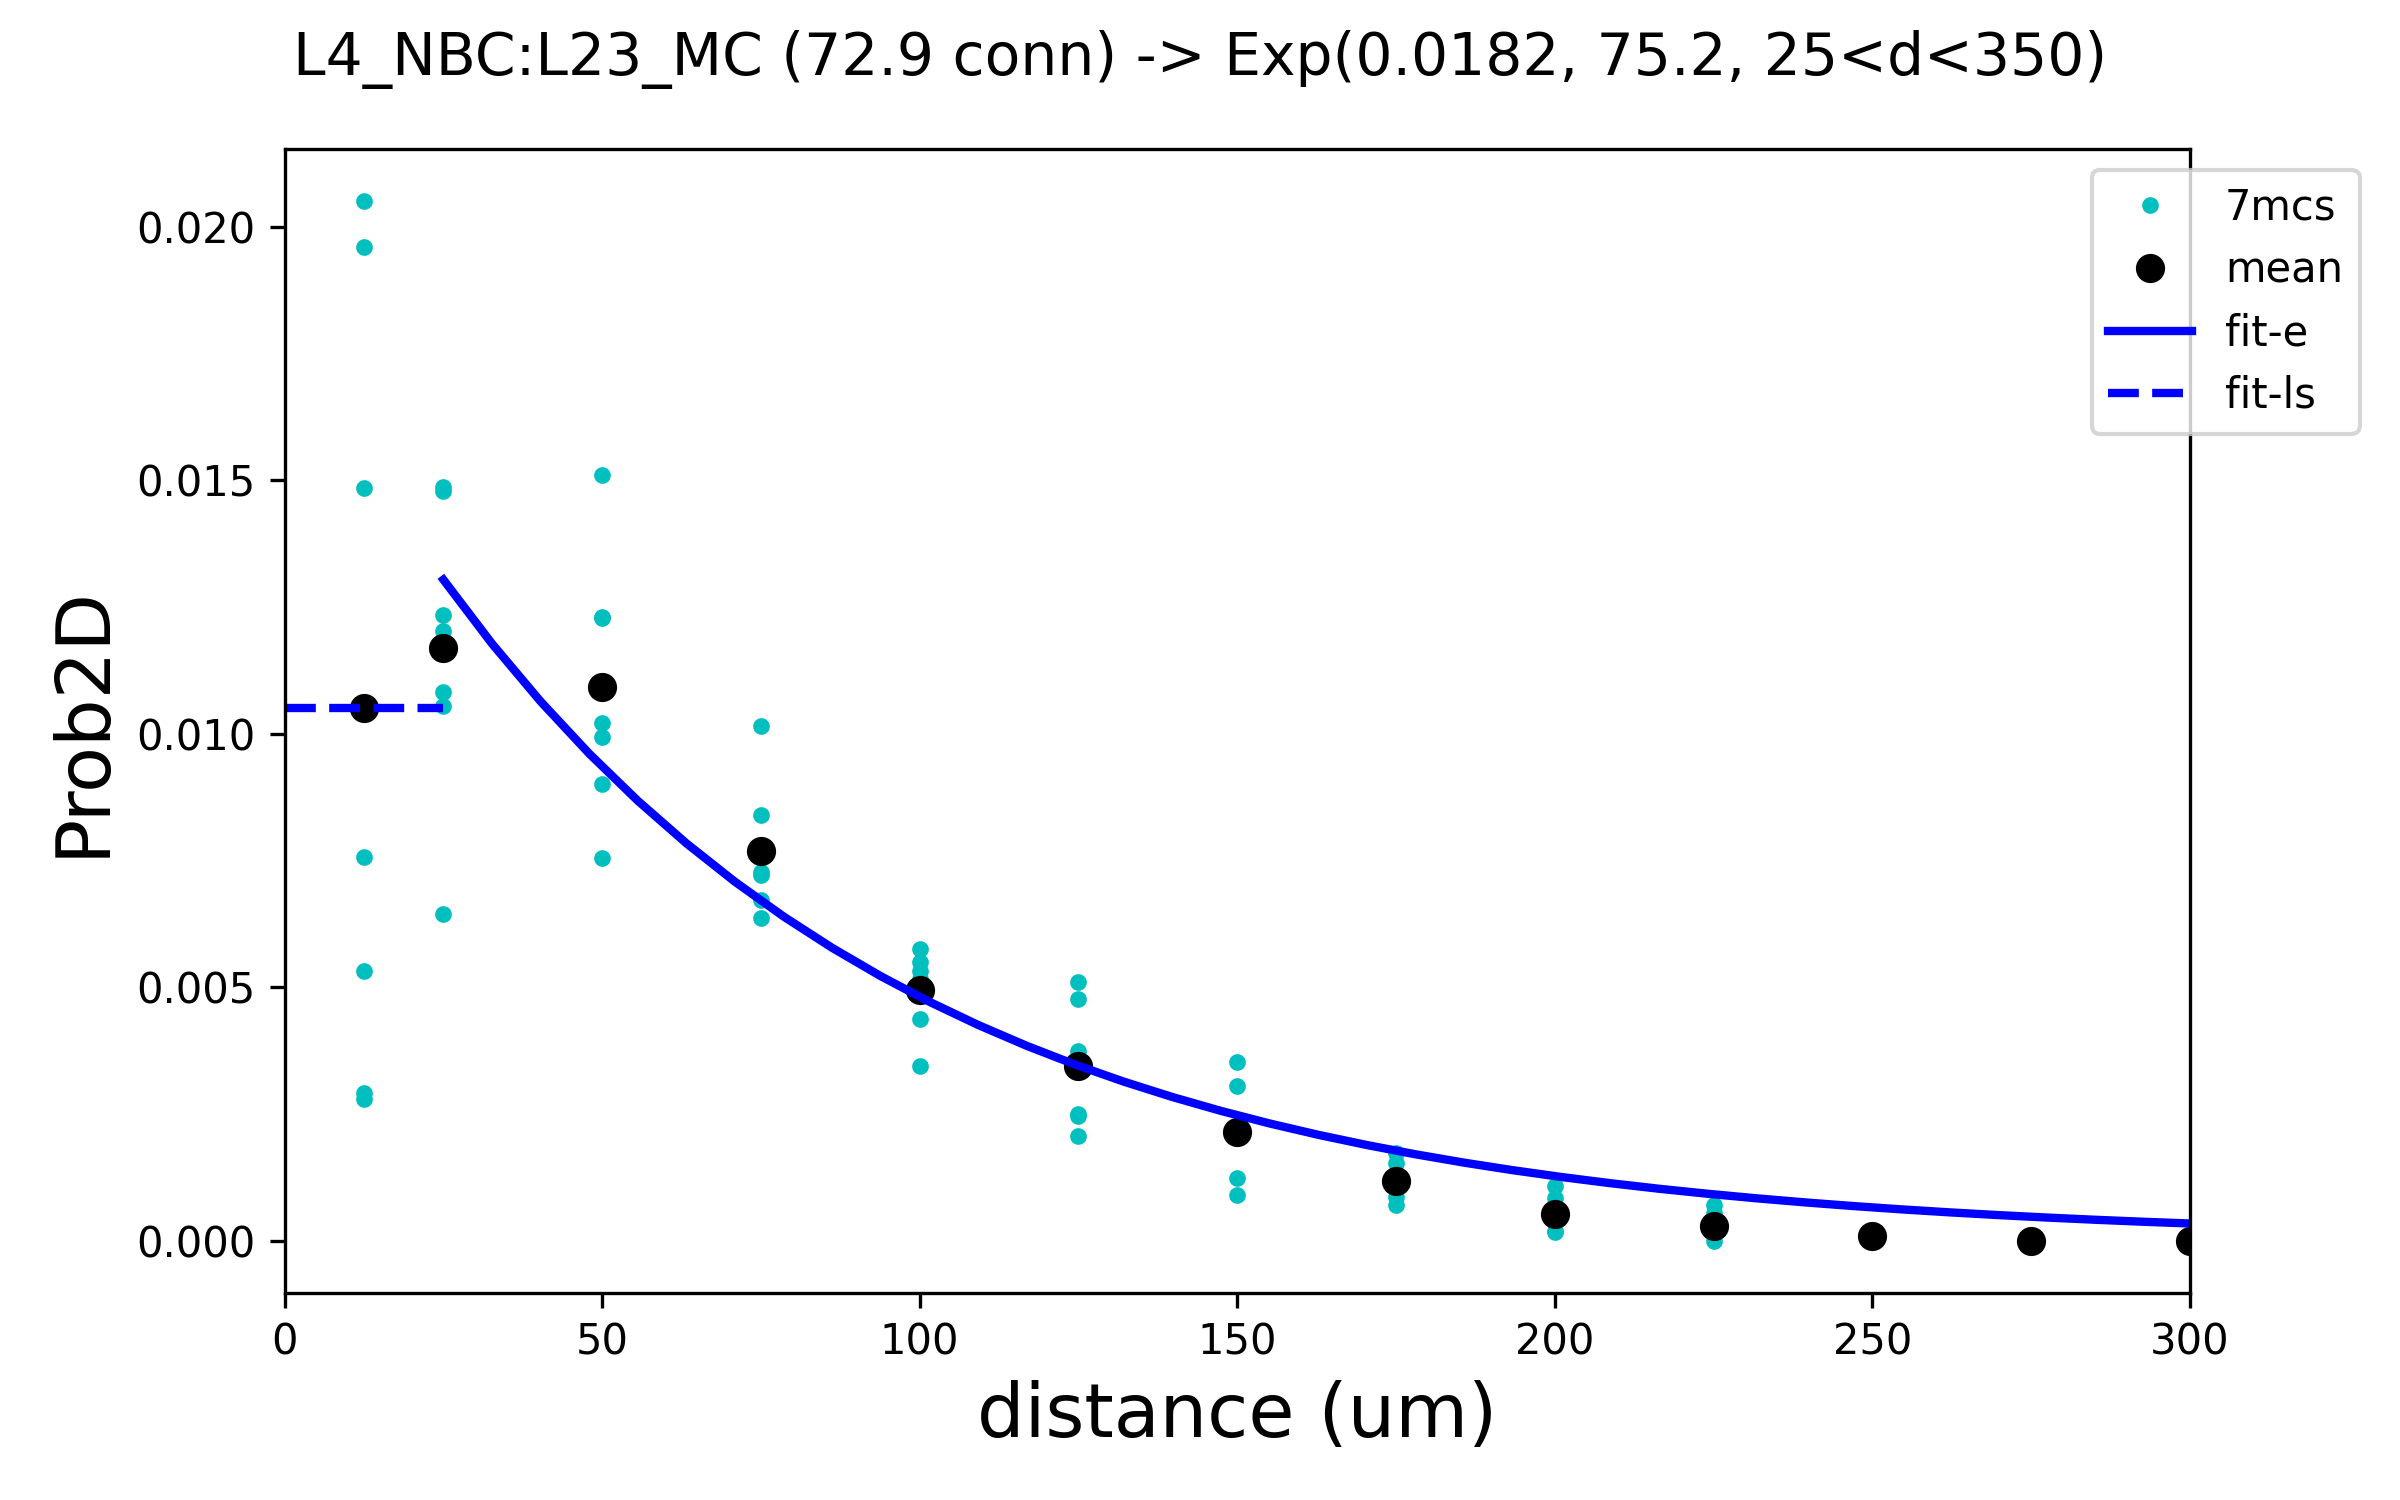 L4_NBC:L23_MC (72.9 conn) -> Exp(0.0182, 75.2, 25<d<350)
7mcs
mean
fit-e
fit-ls
0.020
0.015
0.010
0.005
0.000
Prob2D
0 50 100 150 200 250 300
distance (um)